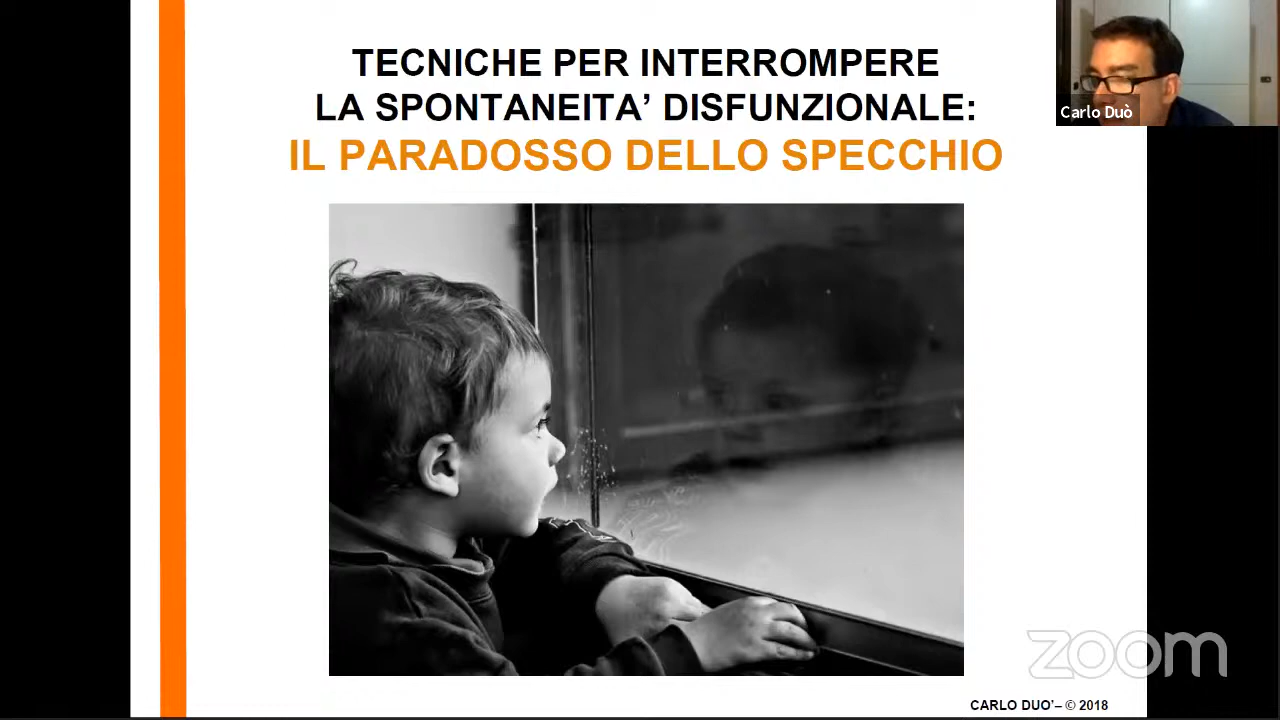 TECNICHE PER INTERROMPERE
LA SPONTANEITA’ DISFUNZIONALE:
IL PARADOSSO DELLO SPECCHIO
Carlo Duò
zoom
CARLO DUO’– © 2018